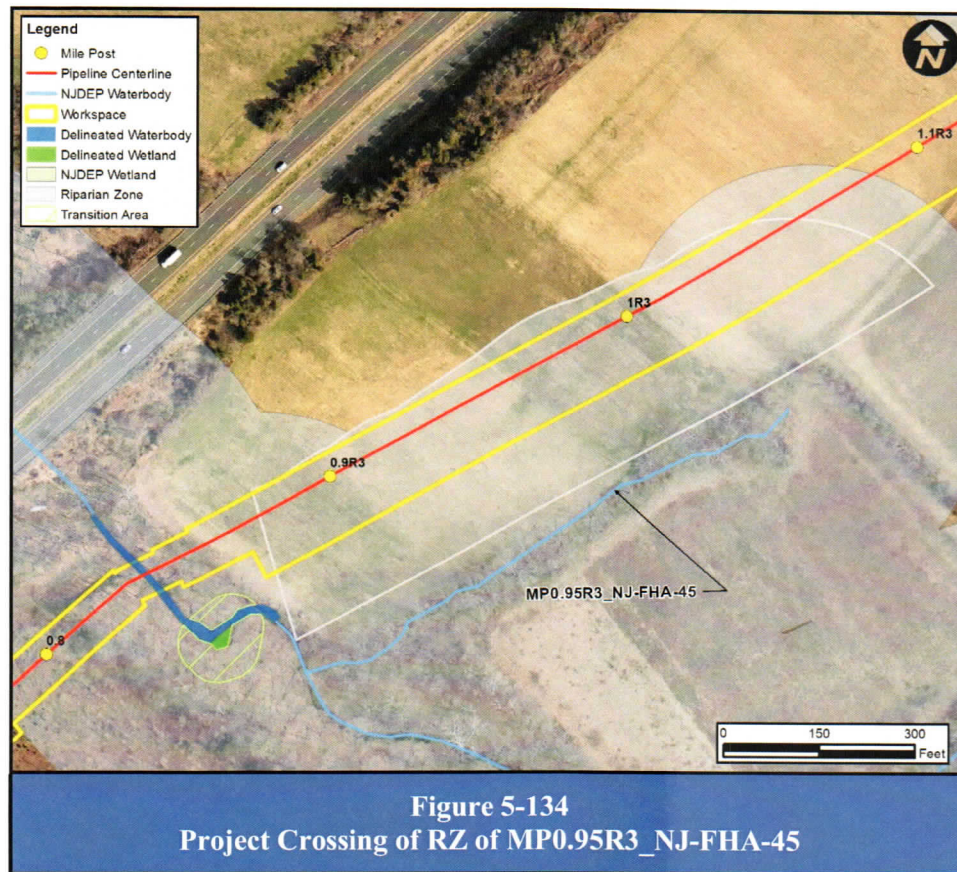 Legend
Mile Post
Pipeline Centerline
NJDEP Waterbody
Workspace
Delineated Waterbody
Delineated Wetland
NJDEP Wetland
Riparian Zone
Transition Area
N
1.1R3
1R3
0.9R3
MP0.95R3_NJ-FHA-45
0.8
0 150 300
Feet
Figure 5-134
Project Crossing of RZ of MP0.95R3_NJ-FHA-45